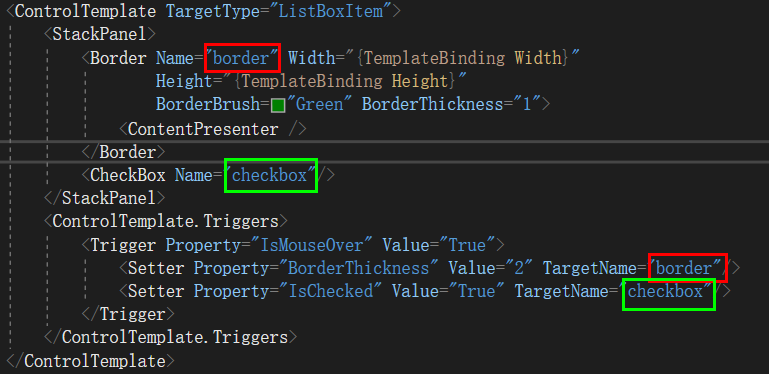 <ControlTemplate TargetType="ListBoxItem">
<StackPanel>
<Border Name="border" Width="{TemplateBinding Width}"
Height="{TemplateBinding Height}"
BorderBrush="Green" BorderThickness="1">
<ContentPresenter />
</Border>
<CheckBox Name="checkbox"/>
</StackPanel>
<ControlTemplate.Triggers>
<Trigger Property="IsMouseOver" Value="True">
<Setter Property="BorderThickness" Value="2" TargetName="border"/>
<Setter Property="IsChecked" Value="True" TargetName="checkbox"/>
</Trigger>
</ControlTemplate.Triggers>
</ControlTemplate>